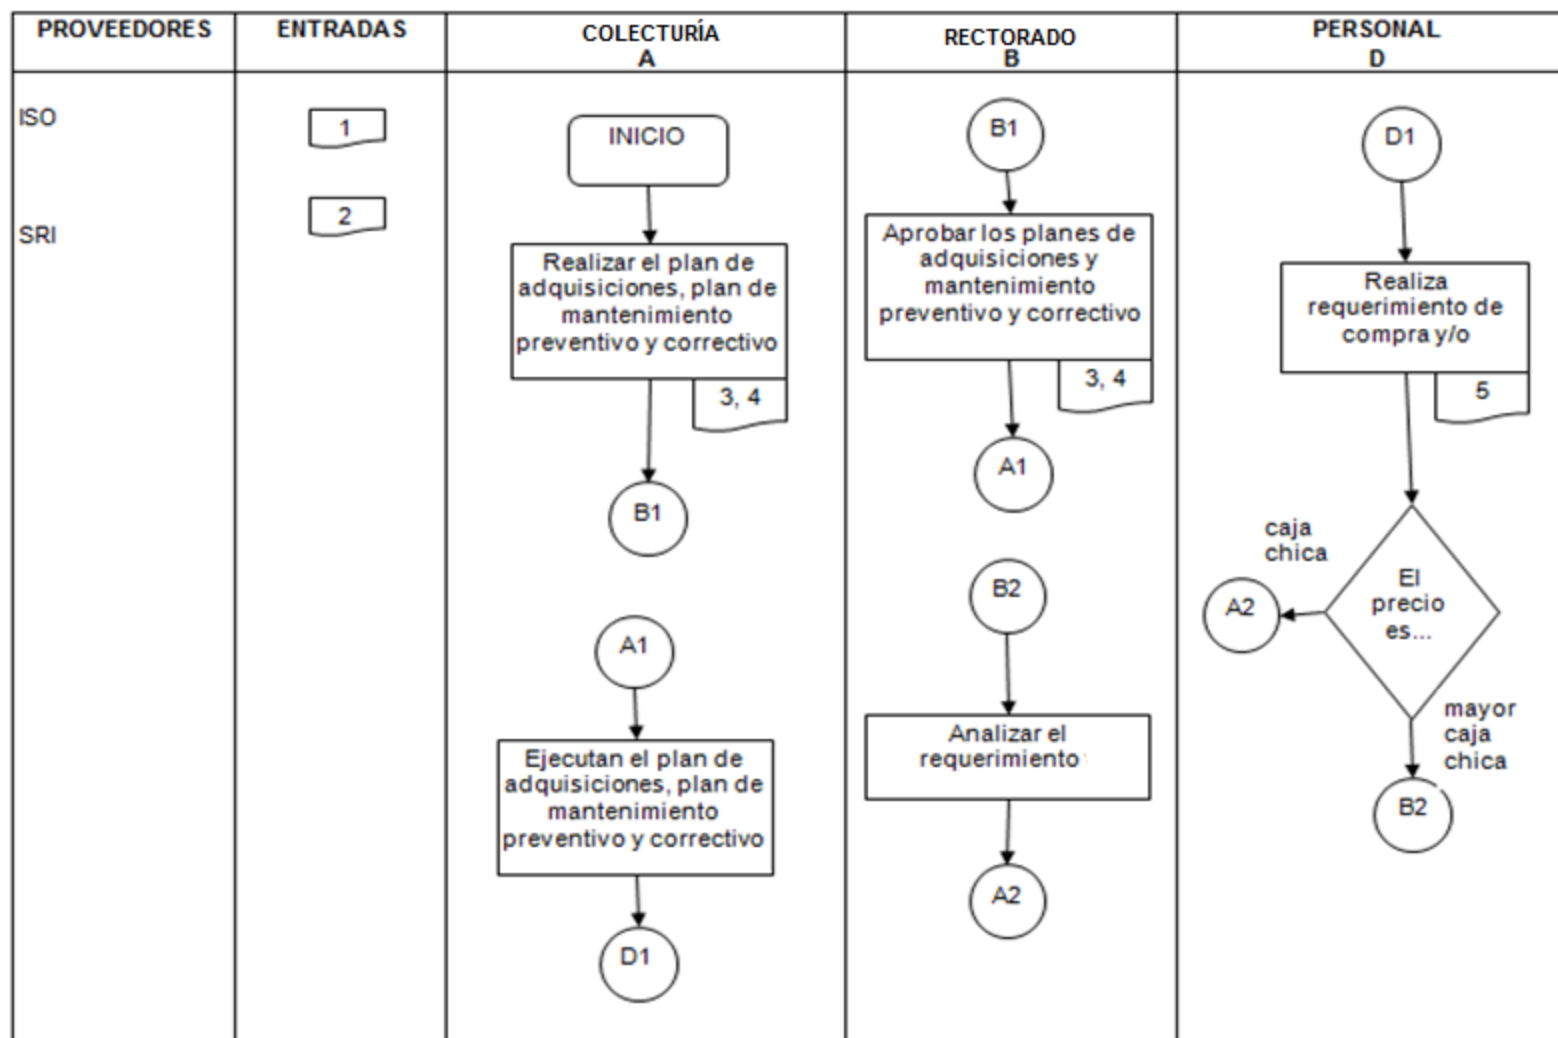 PROVEEDORES
ENTRADAS
COLECTURÍA
A
RECTORADO
B
PERSONAL
D
ISO
SRI
1
2
INICIO
Realizar el plan de
adquisiciones, plan de
mantenimiento
preventivo y correctivo
3, 4
B1
A1
Ejecutan el plan de
adquisiciones, plan de
mantenimiento
preventivo y correctivo
D1
B1
Aprobar los planes de
adquisiciones y
mantenimiento
preventivo y correctivo
3, 4
A1
B2
Analizar el
requerimiento
A2
D1
Realiza
requerimiento de
compra y/o
5
caja
chica
El
precio
es...
A2
mayor
caja
chica
B2